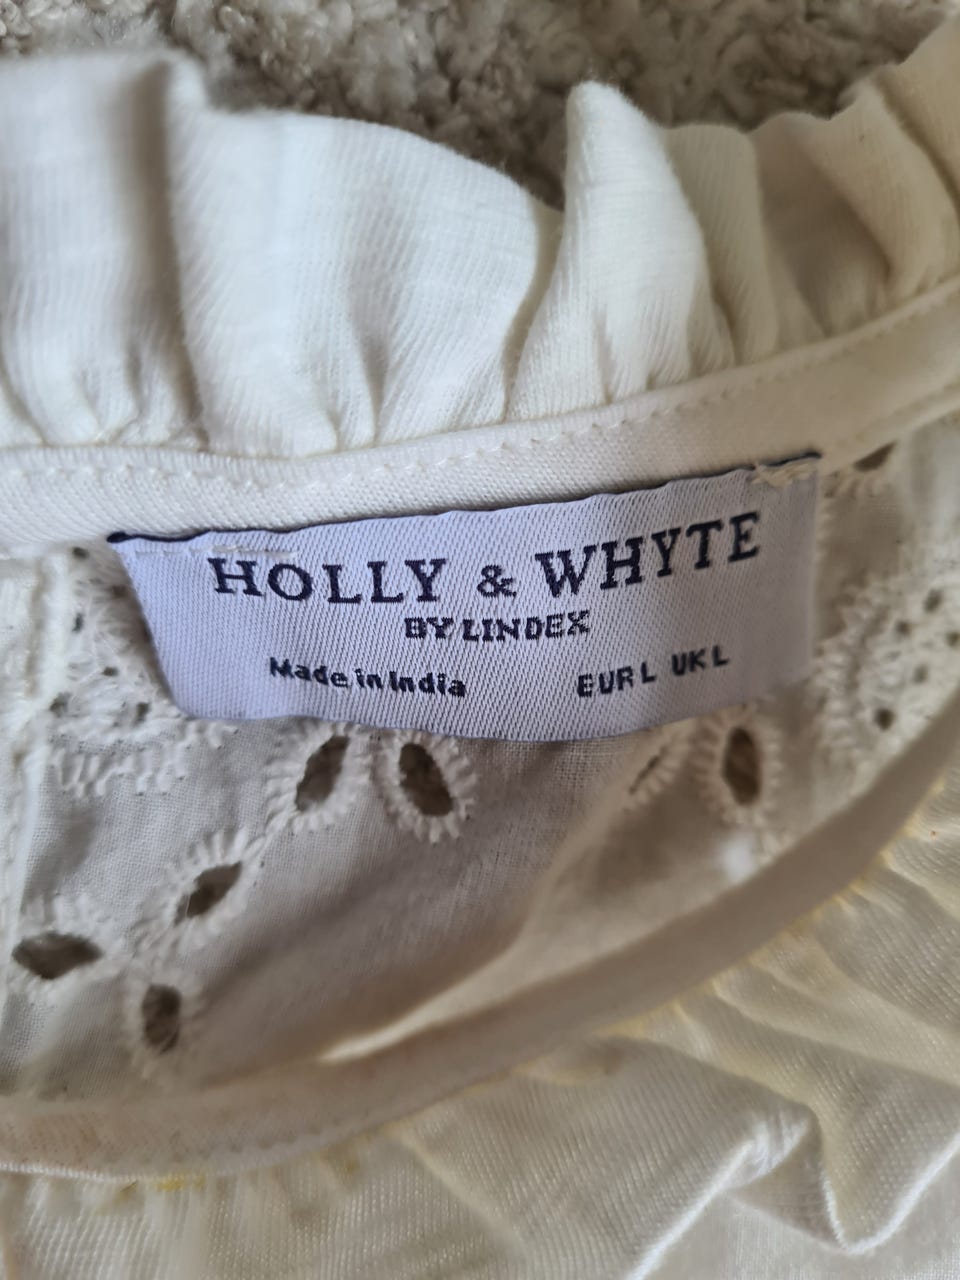 HOLLY & WHYTE
BY LINDEX
Made in India EUR L UK L